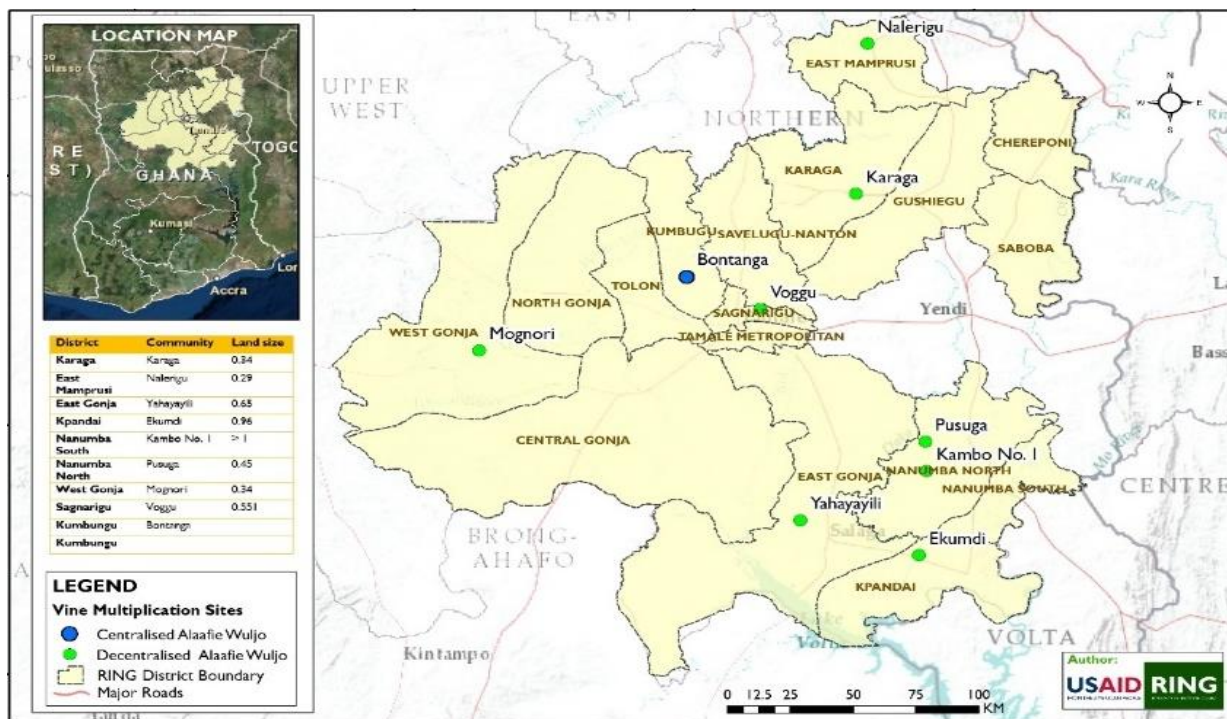 LOCATION MAP
TOGO
GHANA
Kumasi
Accra
Lon
District Community Land size
Karaga Karaga 0.34
East Mamprusi Nalerigu 0.29
East Gonja Yahayayili 0.65
Kpandai Ekumdi 0.96
Nanumba South Kambo No. 1 > 1
Nanumba North Pusuga 0.45
West Gonja Mognori 0.34
Sagnarigu Voggu 0.551
Kumbungu Bontanga
Kumbungu
LEGEND
Vine Multiplication Sites
Centralised Alaafie Wuljo
Decentralised Alaafie Wuljo
RING District Boundary
Major Roads
UPPER
WEST
NORTHERN
Nalerigu
EAST MAMPRUSI
N
E
S
CHEREPONI
KARAGA
Karaga
Kara River
GUSHIEGU
KUMBUGU
SAVELUGU-NANTON
SABOBA
Bontanga
TOLON
NORTH GONJA
Voggu
SAGNARIGU
Yendi
WEST GONJA
Mognori
TAMALE METROPOLITAN
Bass
CENTRAL GONJA
Pusuga
Kambo No. 1
EAST GONJA
NANUMBA NORTH
NANUMBA SOUTH
CENTRE
Yahayayili
Salaga
BRONG-
AHAFO
Ekumdi
KPANDAI
Kintampo
VOLTA
0 12.5 25 50 75 100
KM
Author:
USAID
RING